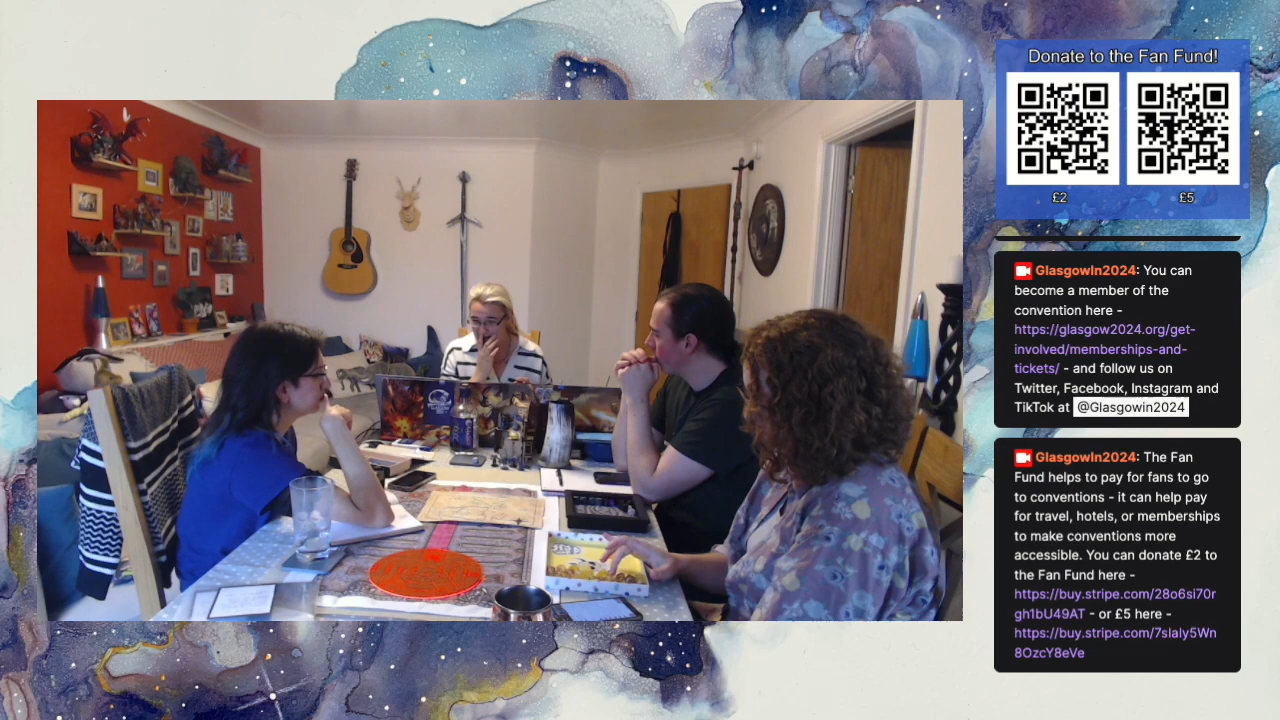 Donate to the Fan Fund!
£2 £5
GlasgowIn2024: You can
become a member of the
convention here -
https://glasgow2024.org/get-
involved/memberships-and-
tickets/ - and follow us on
Twitter, Facebook, Instagram and
TikTok at @Glasgowin2024
GlasgowIn2024: The Fan
Fund helps to pay for fans to go
to conventions - it can help pay
for travel, hotels, or memberships
to make conventions more
accessible. You can donate £2 to
the Fan Fund here -
https://buy.stripe.com/28o6si70r
gh1bU49AT - or £5 here -
https://buy.stripe.com/7slaly5Wn
8OzcY8eVe